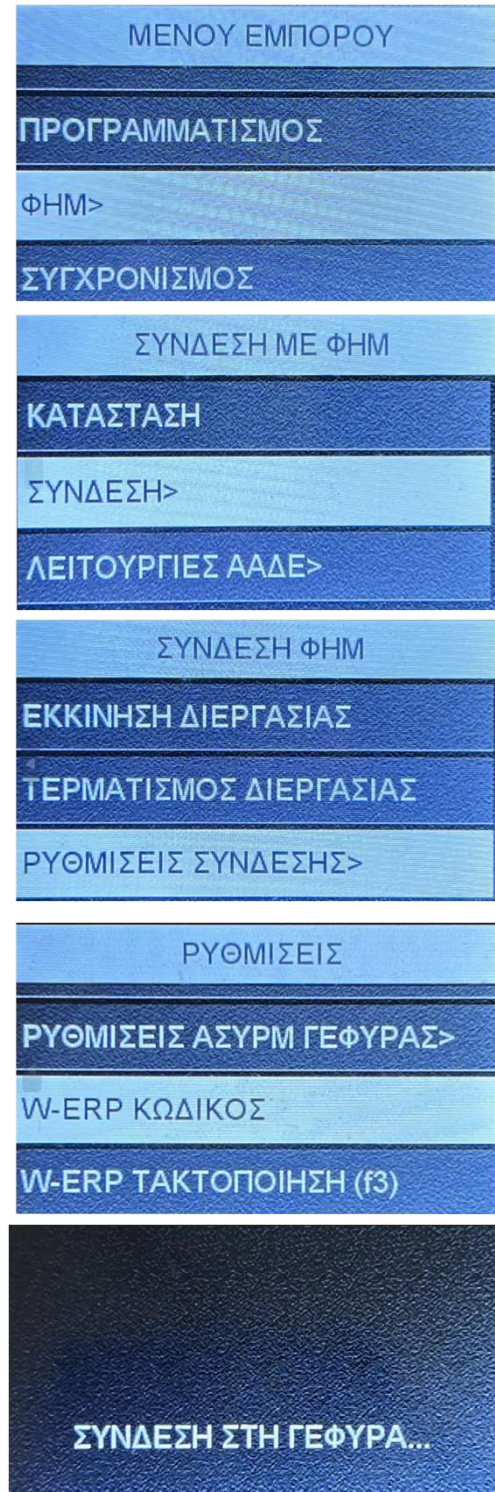 ΜΕΝΟΥ ΕΜΠΟΡΟΥ
ΠΡΟΓΡΑΜΜΑΤΙΣΜΟΣ
ΦΗΜ>
ΣΥΓΧΡΟΝΙΣΜΟΣ
ΣΥΝΔΕΣΗ ΜΕ ΦΗΜ
ΚΑΤΑΣΤΑΣΗ
ΣΥΝΔΕΣΗ>
ΛΕΙΤΟΥΡΓΙΕΣ ΑΑΔΕ>
ΣΥΝΔΕΣΗ ΦΗΜ
ΕΚΚΙΝΗΣΗ ΔΙΕΡΓΑΣΙΑΣ
ΤΕΡΜΑΤΙΣΜΟΣ ΔΙΕΡΓΑΣΙΑΣ
ΡΥΘΜΙΣΕΙΣ ΣΥΝΔΕΣΗΣ>
ΡΥΘΜΙΣΕΙΣ
ΡΥΘΜΙΣΕΙΣ ΑΣΥΡΜ ΓΕΦΥΡΑΣ>
W-ERP ΚΩΔΙΚΟΣ
W-ERP ΤΑΚΤΟΠΟΙΗΣΗ (f3)
ΣΥΝΔΕΣΗ ΣΤΗ ΓΕΦΥΡΑ...